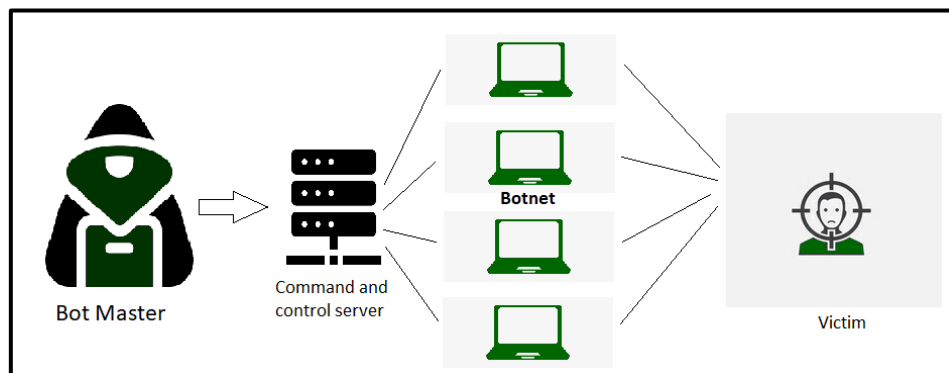 Bot Master
Command and
control server
Botnet
Victim